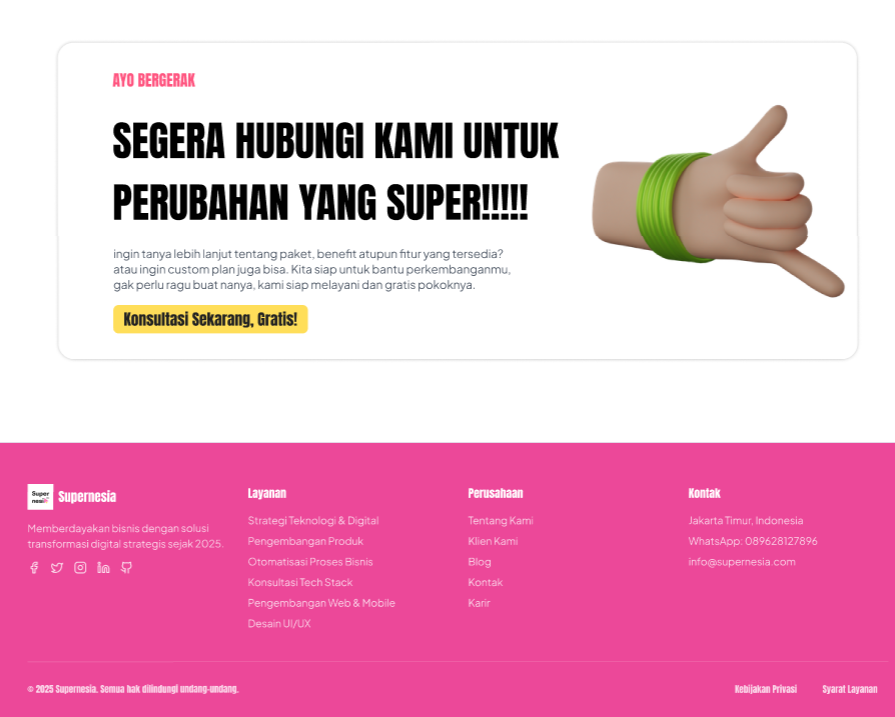 AYO BERGERAK
SEGERA HUBUNGI KAMI UNTUK
PERUBAHAN YANG SUPER!!!!!
ingin tanya lebih lanjut tentang paket, benefit atupun fitur yang tersedia?
atau ingin custom plan juga bisa. Kita siap untuk bantu perkembanganmu,
gak perlu ragu buat nanya, kami siap melayani dan gratis pokoknya.
Konsultasi Sekarang, Gratis!
Super
nesia
Supernesia
Memberdayakan bisnis dengan solusi
transformasi digital strategis sejak 2025.
Layanan
Strategi Teknologi & Digital
Pengembangan Produk
Otomatisasi Proses Bisnis
Konsultasi Tech Stack
Pengembangan Web & Mobile
Desain UI/UX
Perusahaan
Tentang Kami
Klien Kami
Blog
Kontak
Karir
Kontak
Jakarta Timur, Indonesia
WhatsApp: 089628127896
info@supernesia.com
© 2025 Supernesia. Semua hak dilindungi undang-undang.
Kebijakan Privasi
Syarat Layanan